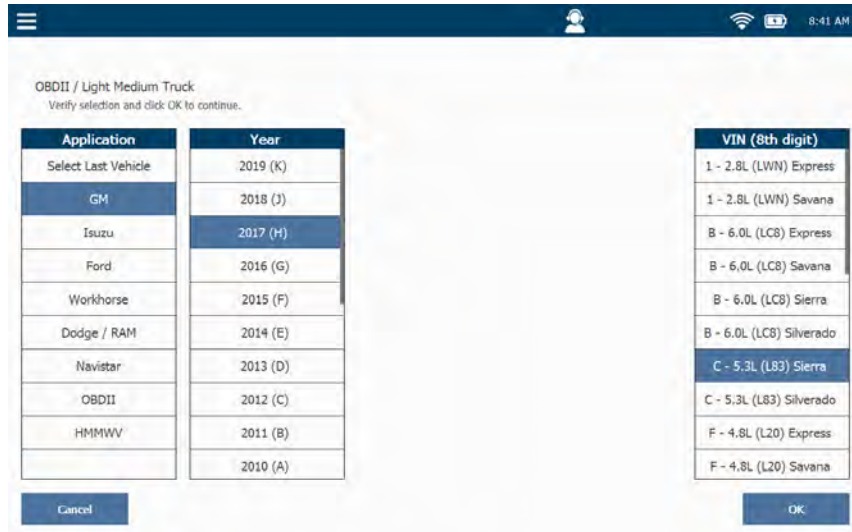 8:41 AM
OBDII / Light Medium Truck
Verify selection and click OK to continue.
Application
Select Last Vehicle
GM
Isuzu
Ford
Workhorse
Dodge / RAM
Navistar
OBDII
HMMWV
Year
2019 (K)
2018 (J)
2017 (H)
2016 (G)
2015 (F)
2014 (E)
2013 (D)
2012 (C)
2011 (B)
2010 (A)
VIN (8th digit)
1 - 2.8L (LWN) Express
1 - 2.8L (LWN) Savana
B - 6.0L (LC8) Express
B - 6.0L (LC8) Savana
B - 6.0L (LC8) Sierra
B - 6.0L (LC8) Silverado
C - 5.3L (L83) Sierra
C - 5.3L (L83) Silverado
F - 4.8L (L20) Express
F - 4.8L (L20) Savana
Cancel
OK